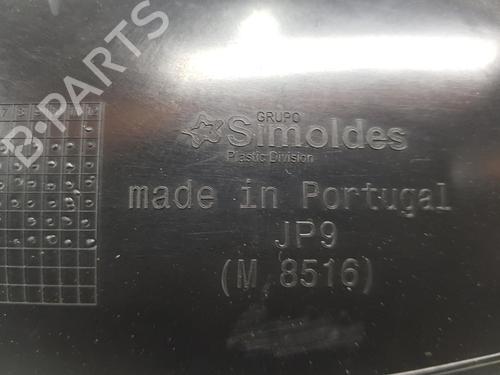 GRUPO
Simoldes
Plastic Division
made in Portugal
JP9
(M 8516)
B-PARTS